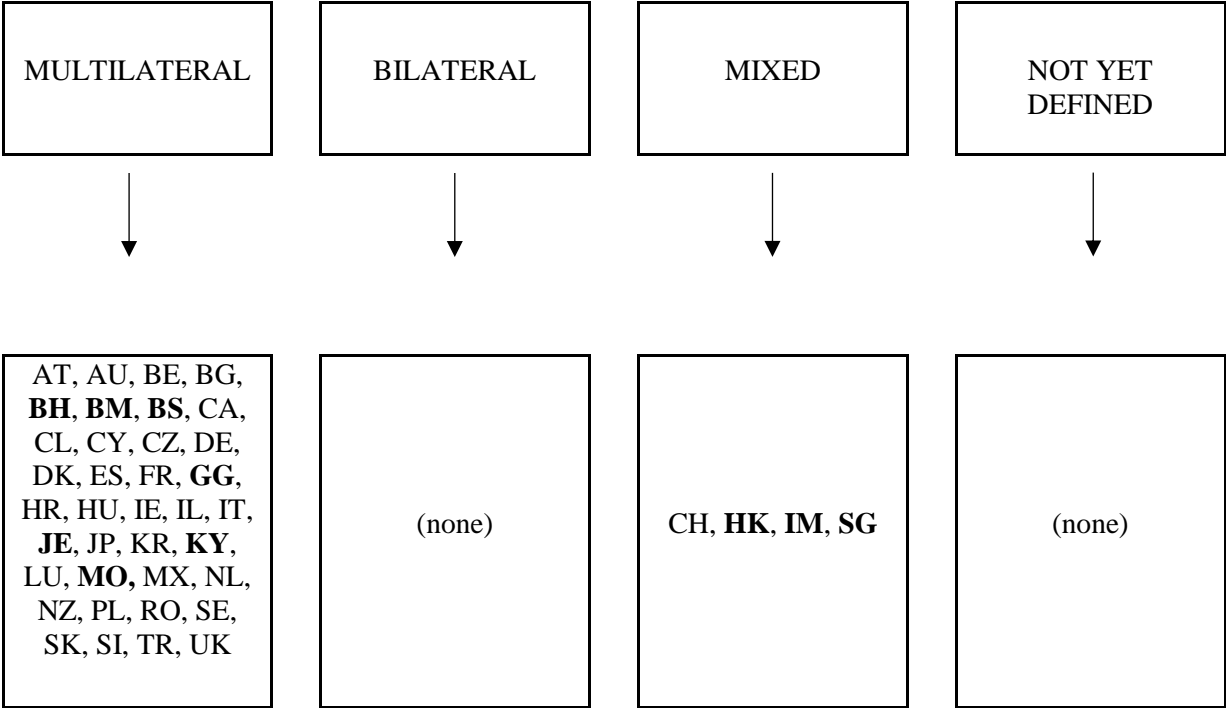 MULTILATERAL
BILATERAL
MIXED
NOT YET
DEFINED
AT, AU, BE, BG,
BH, BM, BS, CA,
CL, CY, CZ, DE,
DK, ES, FR, GG,
HR, HU, IE, IL, IT,
JE, JP, KR, KY,
LU, MO, MX, NL,
NZ, PL, RO, SE,
SK, SI, TR, UK
(none)
CH, HK, IM, SG
(none)